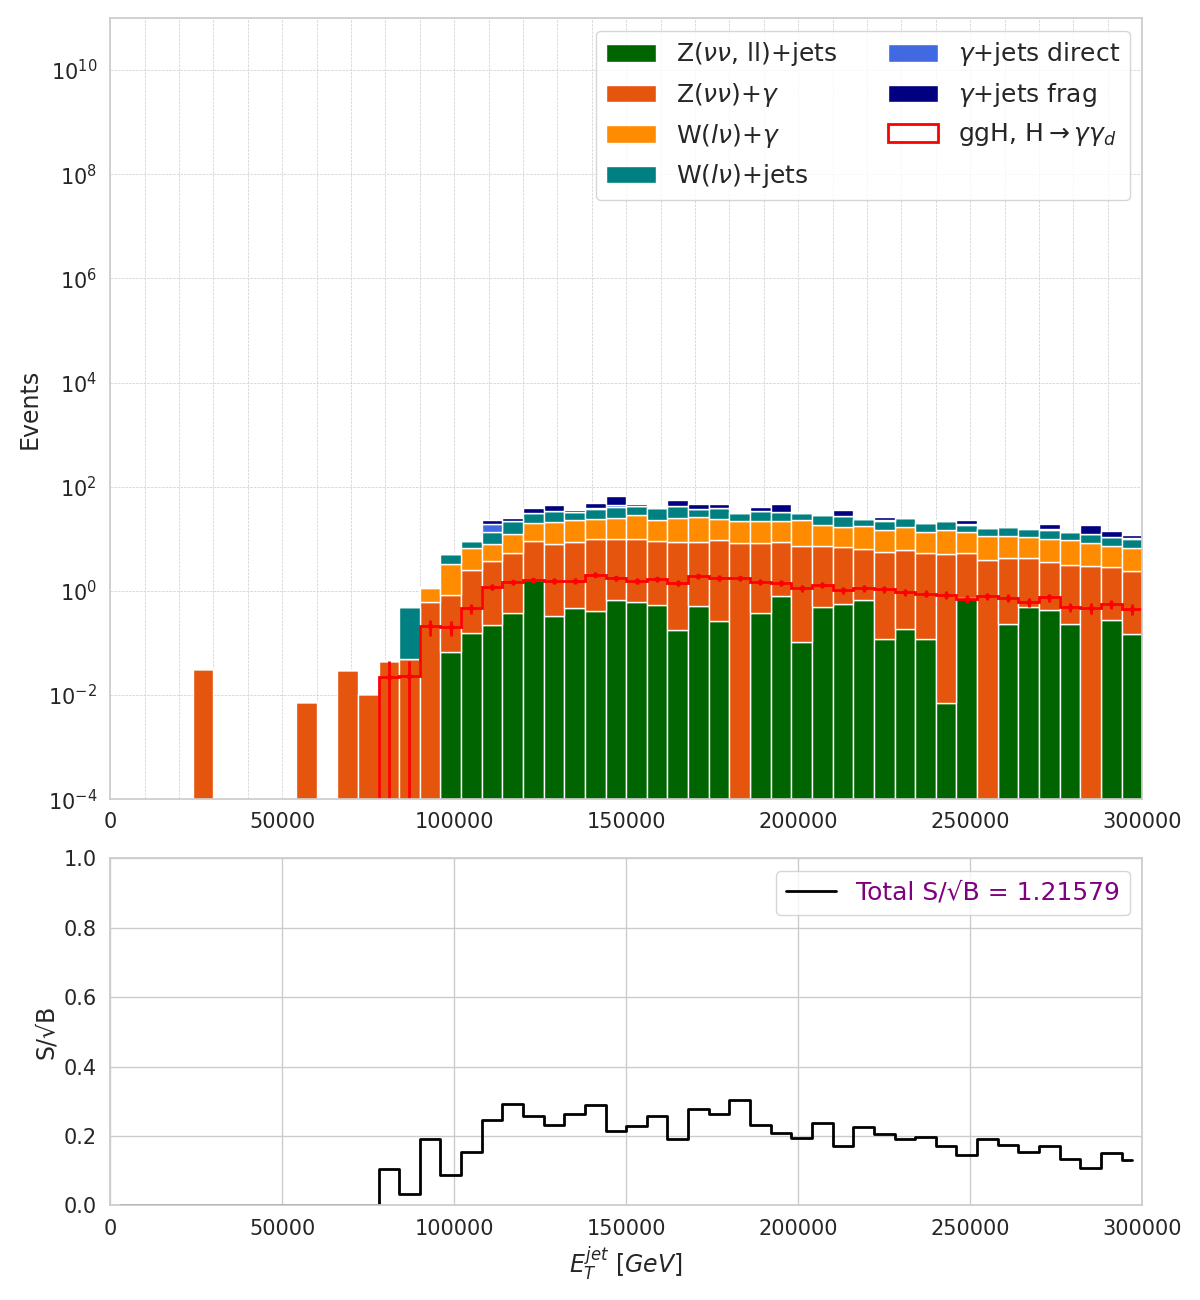 Z(νν, ll)+jets
Z(νν)+γ
W(lν)+γ
W(lν)+jets
γ+jets direct
γ+jets frag
ggH, H→γγ_d
Events
10^10
10^8
10^6
10^4
10^2
10^0
10^−2
10^−4
0 50000 100000 150000 200000 250000 300000
Total S/√B = 1.21579
S/√B
1.0
0.8
0.6
0.4
0.2
0.0
0 50000 100000 150000 200000 250000 300000
E_T^jet [GeV]